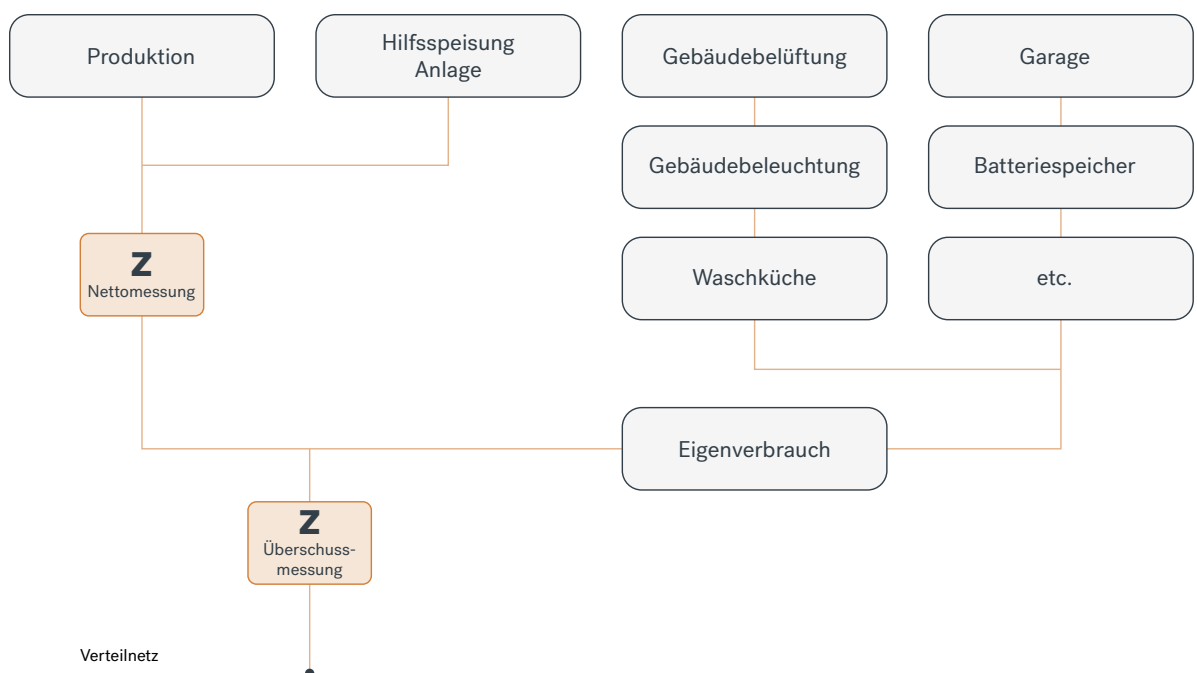 Produktion
Hilfsspeisung
Anlage
Gebäudebelüftung
Garage
Gebäudebeleuchtung
Batteriespeicher
Z
Nettomessung
Waschküche
etc.
Eigenverbrauch
Z
Überschuss-
messung
Verteilnetz